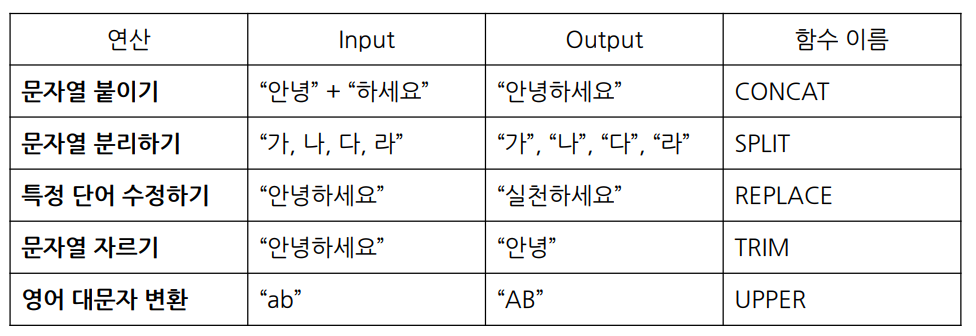 연산 Input Output 함수 이름
문자열 붙이기 “안녕” + “하세요” “안녕하세요” CONCAT
문자열 분리하기 “가, 나, 다, 라” “가”, “나”, “다”, “라” SPLIT
특정 단어 수정하기 “안녕하세요” “실천하세요” REPLACE
문자열 자르기 “안녕하세요” “안녕” TRIM
영어 대문자 변환 “ab” “AB” UPPER